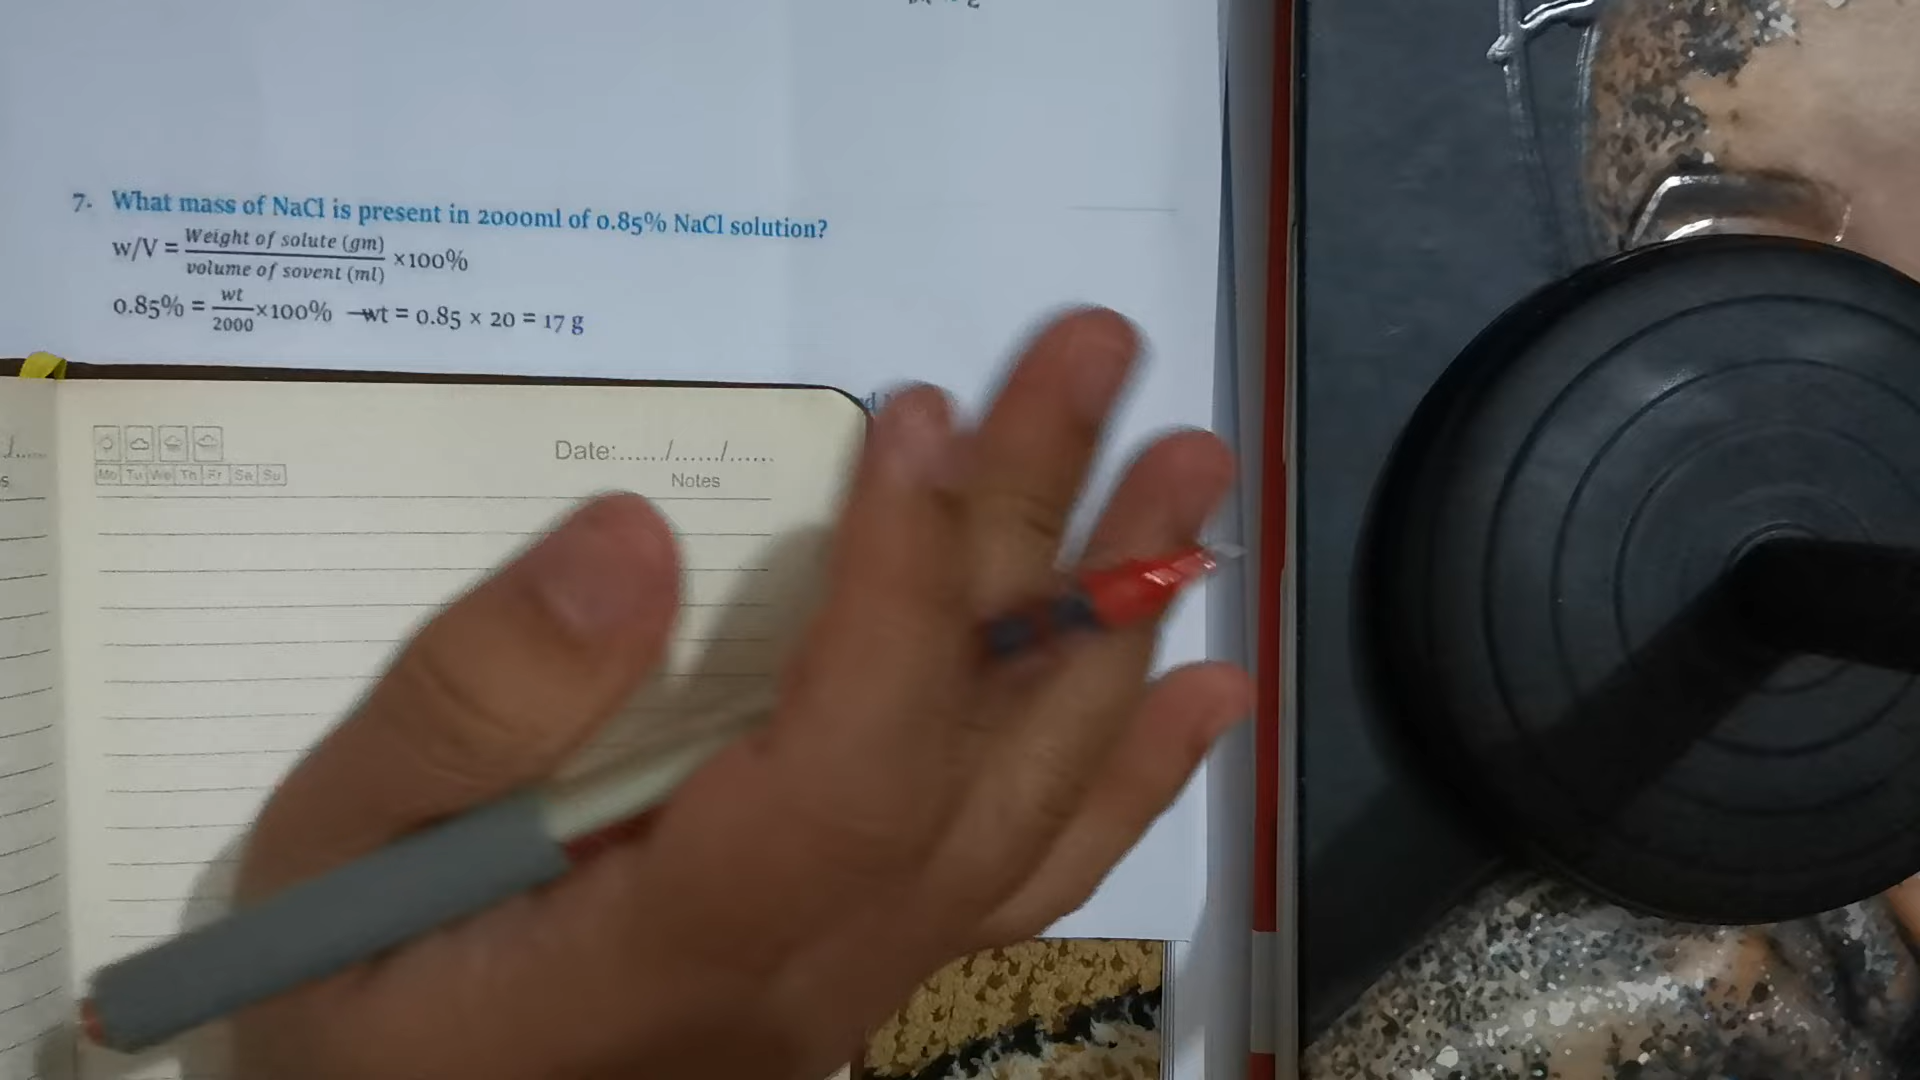 7. What mass of NaCl is present in 2000ml of 0.85% NaCl solution?
w/V = Weight of solute (gm) / volume of sovent (ml) ×100%
0.85% = wt / 2000 ×100% →wt = 0.85 × 20 = 17 g
Date:....../....../......
Mo Tu We Th Fr Sa Su
Notes